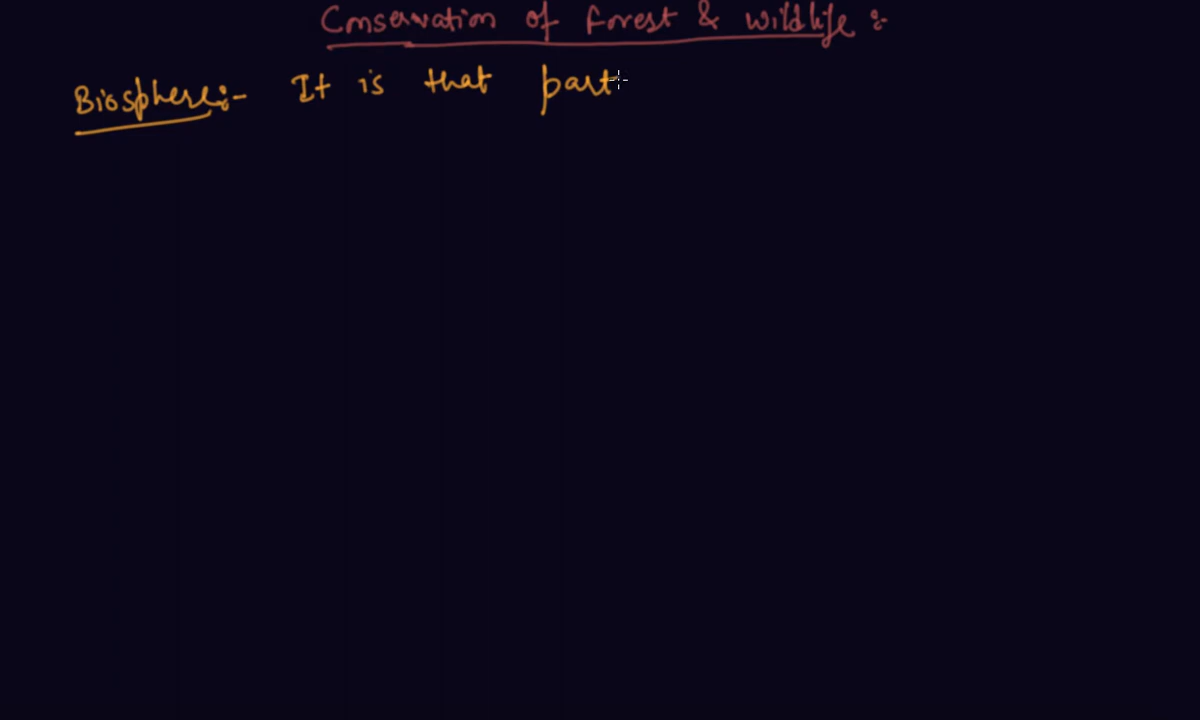 Conservation of forest & wildlife :-
Biosphere:- It is that part